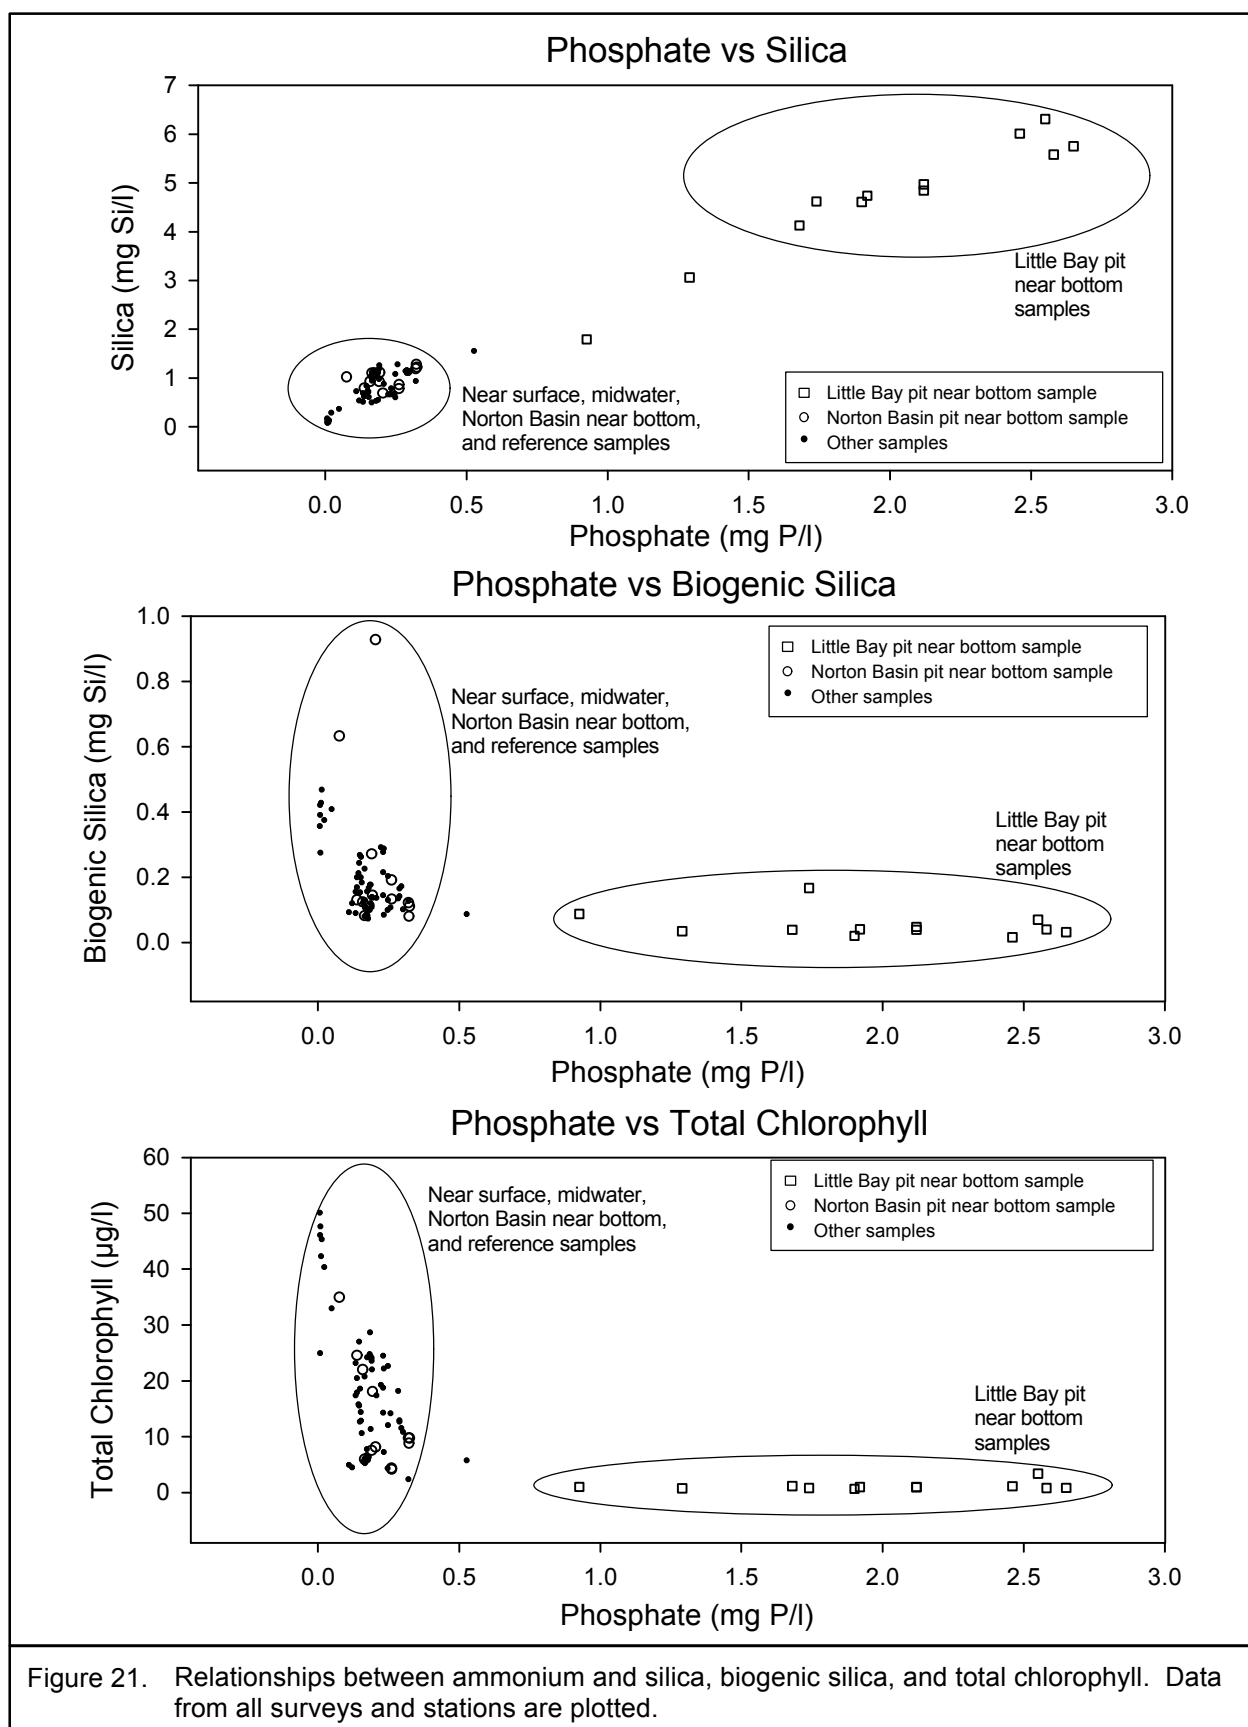 Phosphate vs Silica
7
6
5
4
3
2
1
0
Silica (mg Si/l)
Little Bay pit
near bottom
samples
Near surface, midwater,
Norton Basin near bottom,
and reference samples
Little Bay pit near bottom sample
Norton Basin pit near bottom sample
Other samples
0.0 0.5 1.0 1.5 2.0 2.5 3.0
Phosphate (mg P/l)
Phosphate vs Biogenic Silica
1.0
0.8
0.6
0.4
0.2
0.0
Biogenic Silica (mg Si/l)
Little Bay pit near bottom sample
Norton Basin pit near bottom sample
Other samples
Near surface, midwater,
Norton Basin near bottom,
and reference samples
Little Bay pit
near bottom
samples
0.0 0.5 1.0 1.5 2.0 2.5 3.0
Phosphate (mg P/l)
Phosphate vs Total Chlorophyll
60
50
40
30
20
10
0
Total Chlorophyll (µg/l)
Little Bay pit near bottom sample
Norton Basin pit near bottom sample
Other samples
Near surface, midwater,
Norton Basin near bottom,
and reference samples
Little Bay pit
near bottom
samples
0.0 0.5 1.0 1.5 2.0 2.5 3.0
Phosphate (mg P/l)
Figure 21. Relationships between ammonium and silica, biogenic silica, and total chlorophyll. Data
from all surveys and stations are plotted.